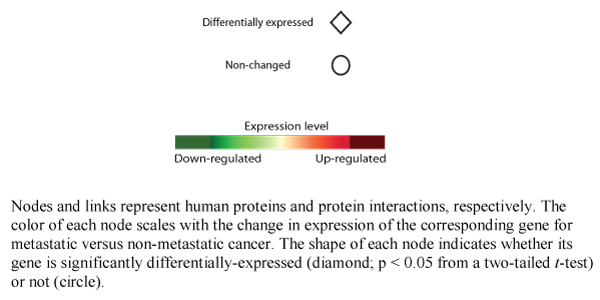 Differentially expressed
Non-changed
Expression level
Down-regulated Up-regulated
Nodes and links represent human proteins and protein interactions, respectively. The
color of each node scales with the change in expression of the corresponding gene for
metastatic versus non-metastatic cancer. The shape of each node indicates whether its
gene is significantly differentially-expressed (diamond; p < 0.05 from a two-tailed t-test)
or not (circle).